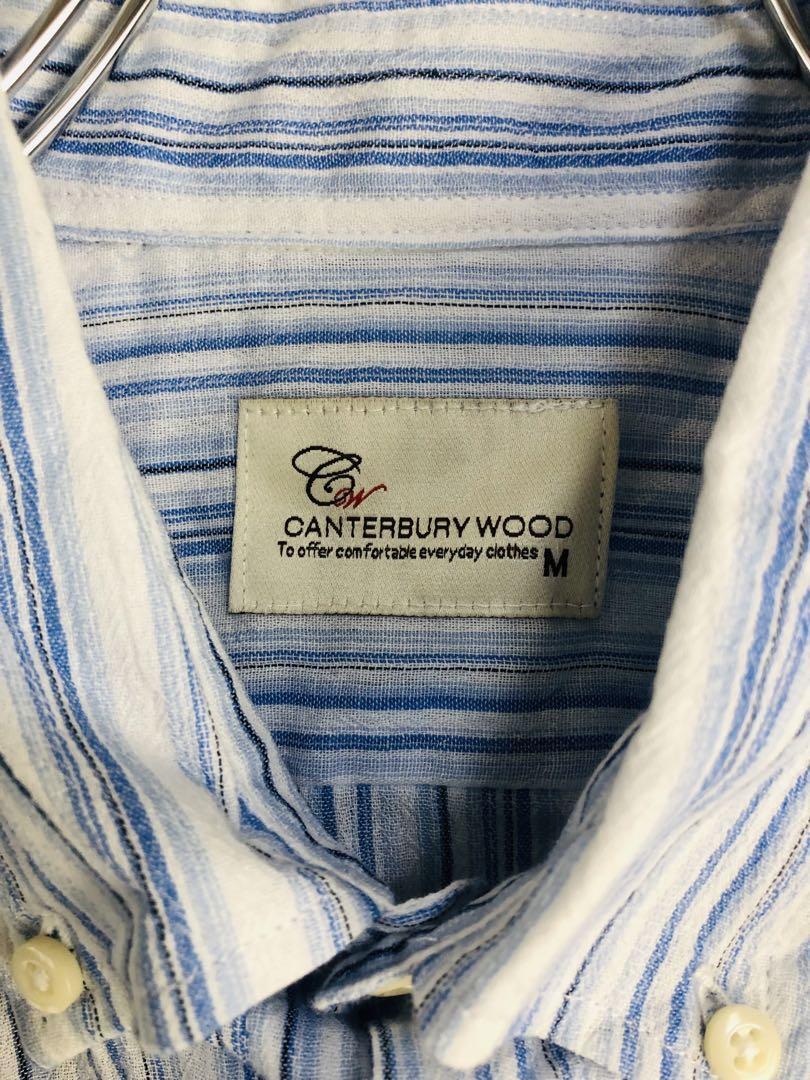 CW
CANTERBURY WOOD
To offer comfortable everyday clothes M